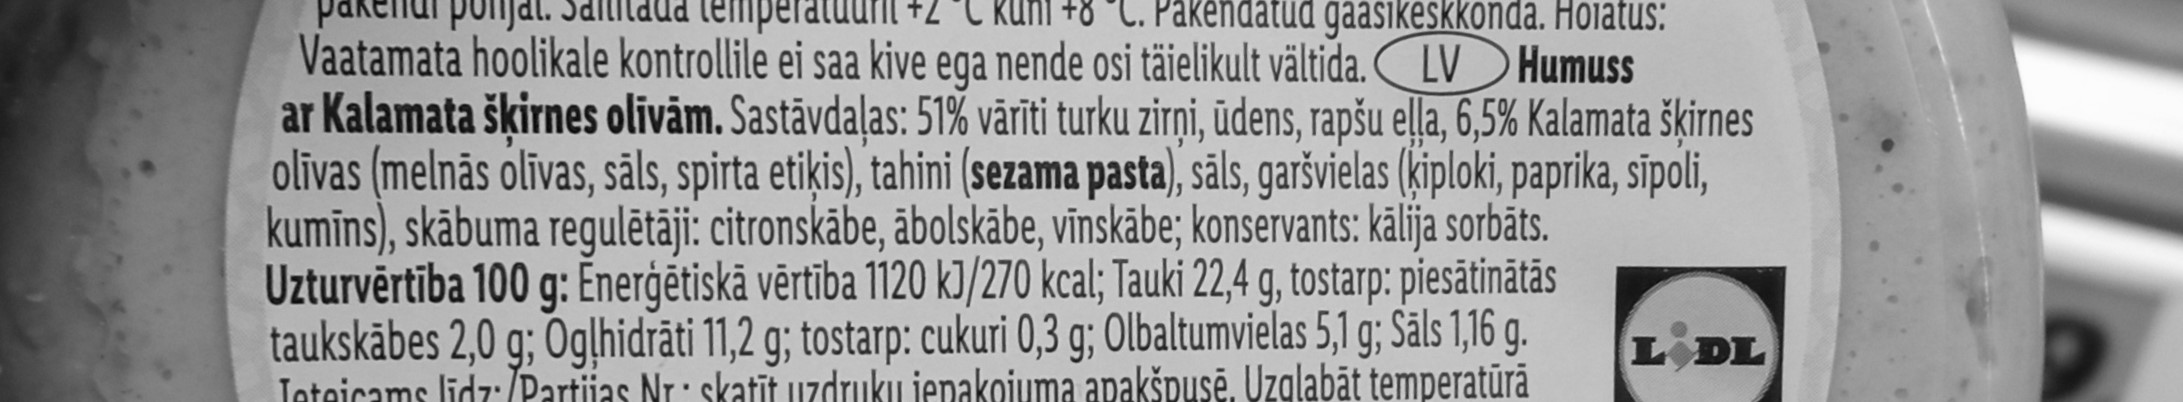 pakendi põhjal. Säilitada temperatuuril +2 °C kuni +8 °C. Pakendatud gaasikeskkonda. Hoiatus:
Vaatamata hoolikale kontrollile ei saa kive ega nende osi täielikult vältida. LV Humuss
ar Kalamata šķirnes olīvām. Sastāvdaļas: 51% vārīti turku zirņi, ūdens, rapšu eļļa, 6,5% Kalamata šķirnes
olīvas (melnās olīvas, sāls, spirta etiķis), tahini (sezama pasta), sāls, garšvielas (ķiploki, paprika, sīpoli,
kumīns), skābuma regulētāji: citronskābe, ābolskābe, vīnskābe; konservants: kālija sorbāts.
Uzturvērtība 100 g: Enerģētiskā vērtība 1120 kJ/270 kcal; Tauki 22,4 g, tostarp: piesātinātās
taukskābes 2,0 g; Ogļhidrāti 11,2 g; tostarp: cukuri 0,3 g; Olbaltumvielas 5,1 g; Sāls 1,16 g.
Ieteicams līdz:/Partijas Nr.: skatīt uzdruku iepakojuma apakšpusē. Uzglabāt temperatūrā
LIDL